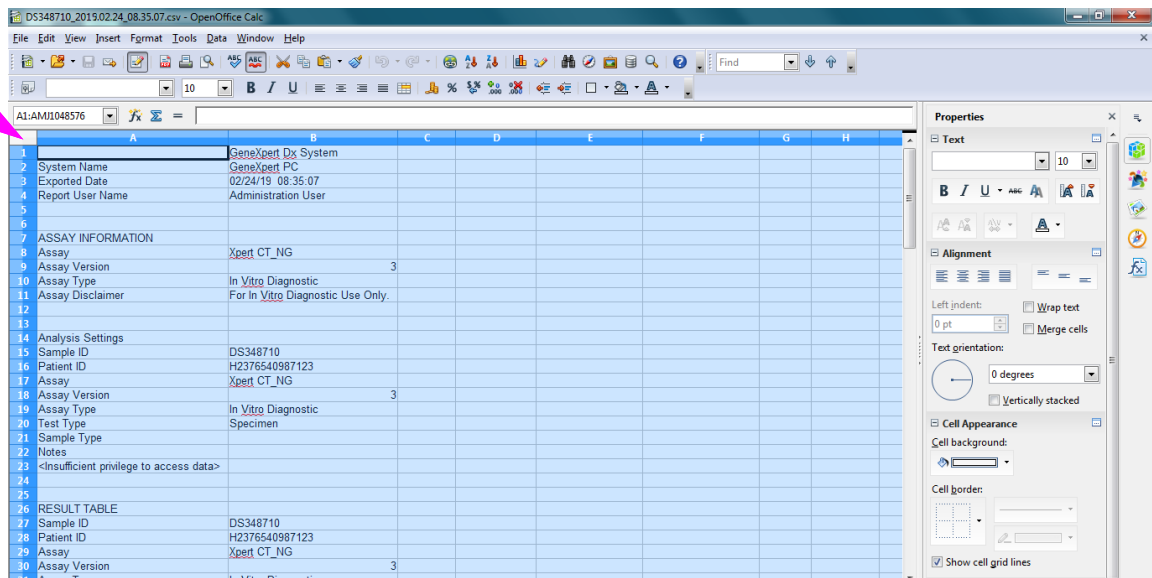 DS348710_2019.02.24_08.35.07.csv - OpenOffice Calc
File Edit View Insert Format Tools Data Window Help
Find
10
A1:AMJ1048576
A B C D E F G H
1 GeneXpert Dx System
2 System Name GeneXpert PC
3 Exported Date 02/24/19 08:35:07
4 Report User Name Administration User
5
6
7 ASSAY INFORMATION
8 Assay Xpert CT_NG
9 Assay Version 3
10 Assay Type In Vitro Diagnostic
11 Assay Disclaimer For In Vitro Diagnostic Use Only.
12
13
14 Analysis Settings
15 Sample ID DS348710
16 Patient ID H2376540987123
17 Assay Xpert CT_NG
18 Assay Version 3
19 Assay Type In Vitro Diagnostic
20 Test Type Specimen
21 Sample Type
22 Notes
23 <Insufficient privilege to access data>
24
25
26 RESULT TABLE
27 Sample ID DS348710
28 Patient ID H2376540987123
29 Assay Xpert CT_NG
30 Assay Version 3
Properties
Text
10
B I U ABC
Alignment
Left indent:
Wrap text
0 pt
Merge cells
Text orientation:
0 degrees
Vertically stacked
Cell Appearance
Cell background:
Cell border:
Show cell grid lines